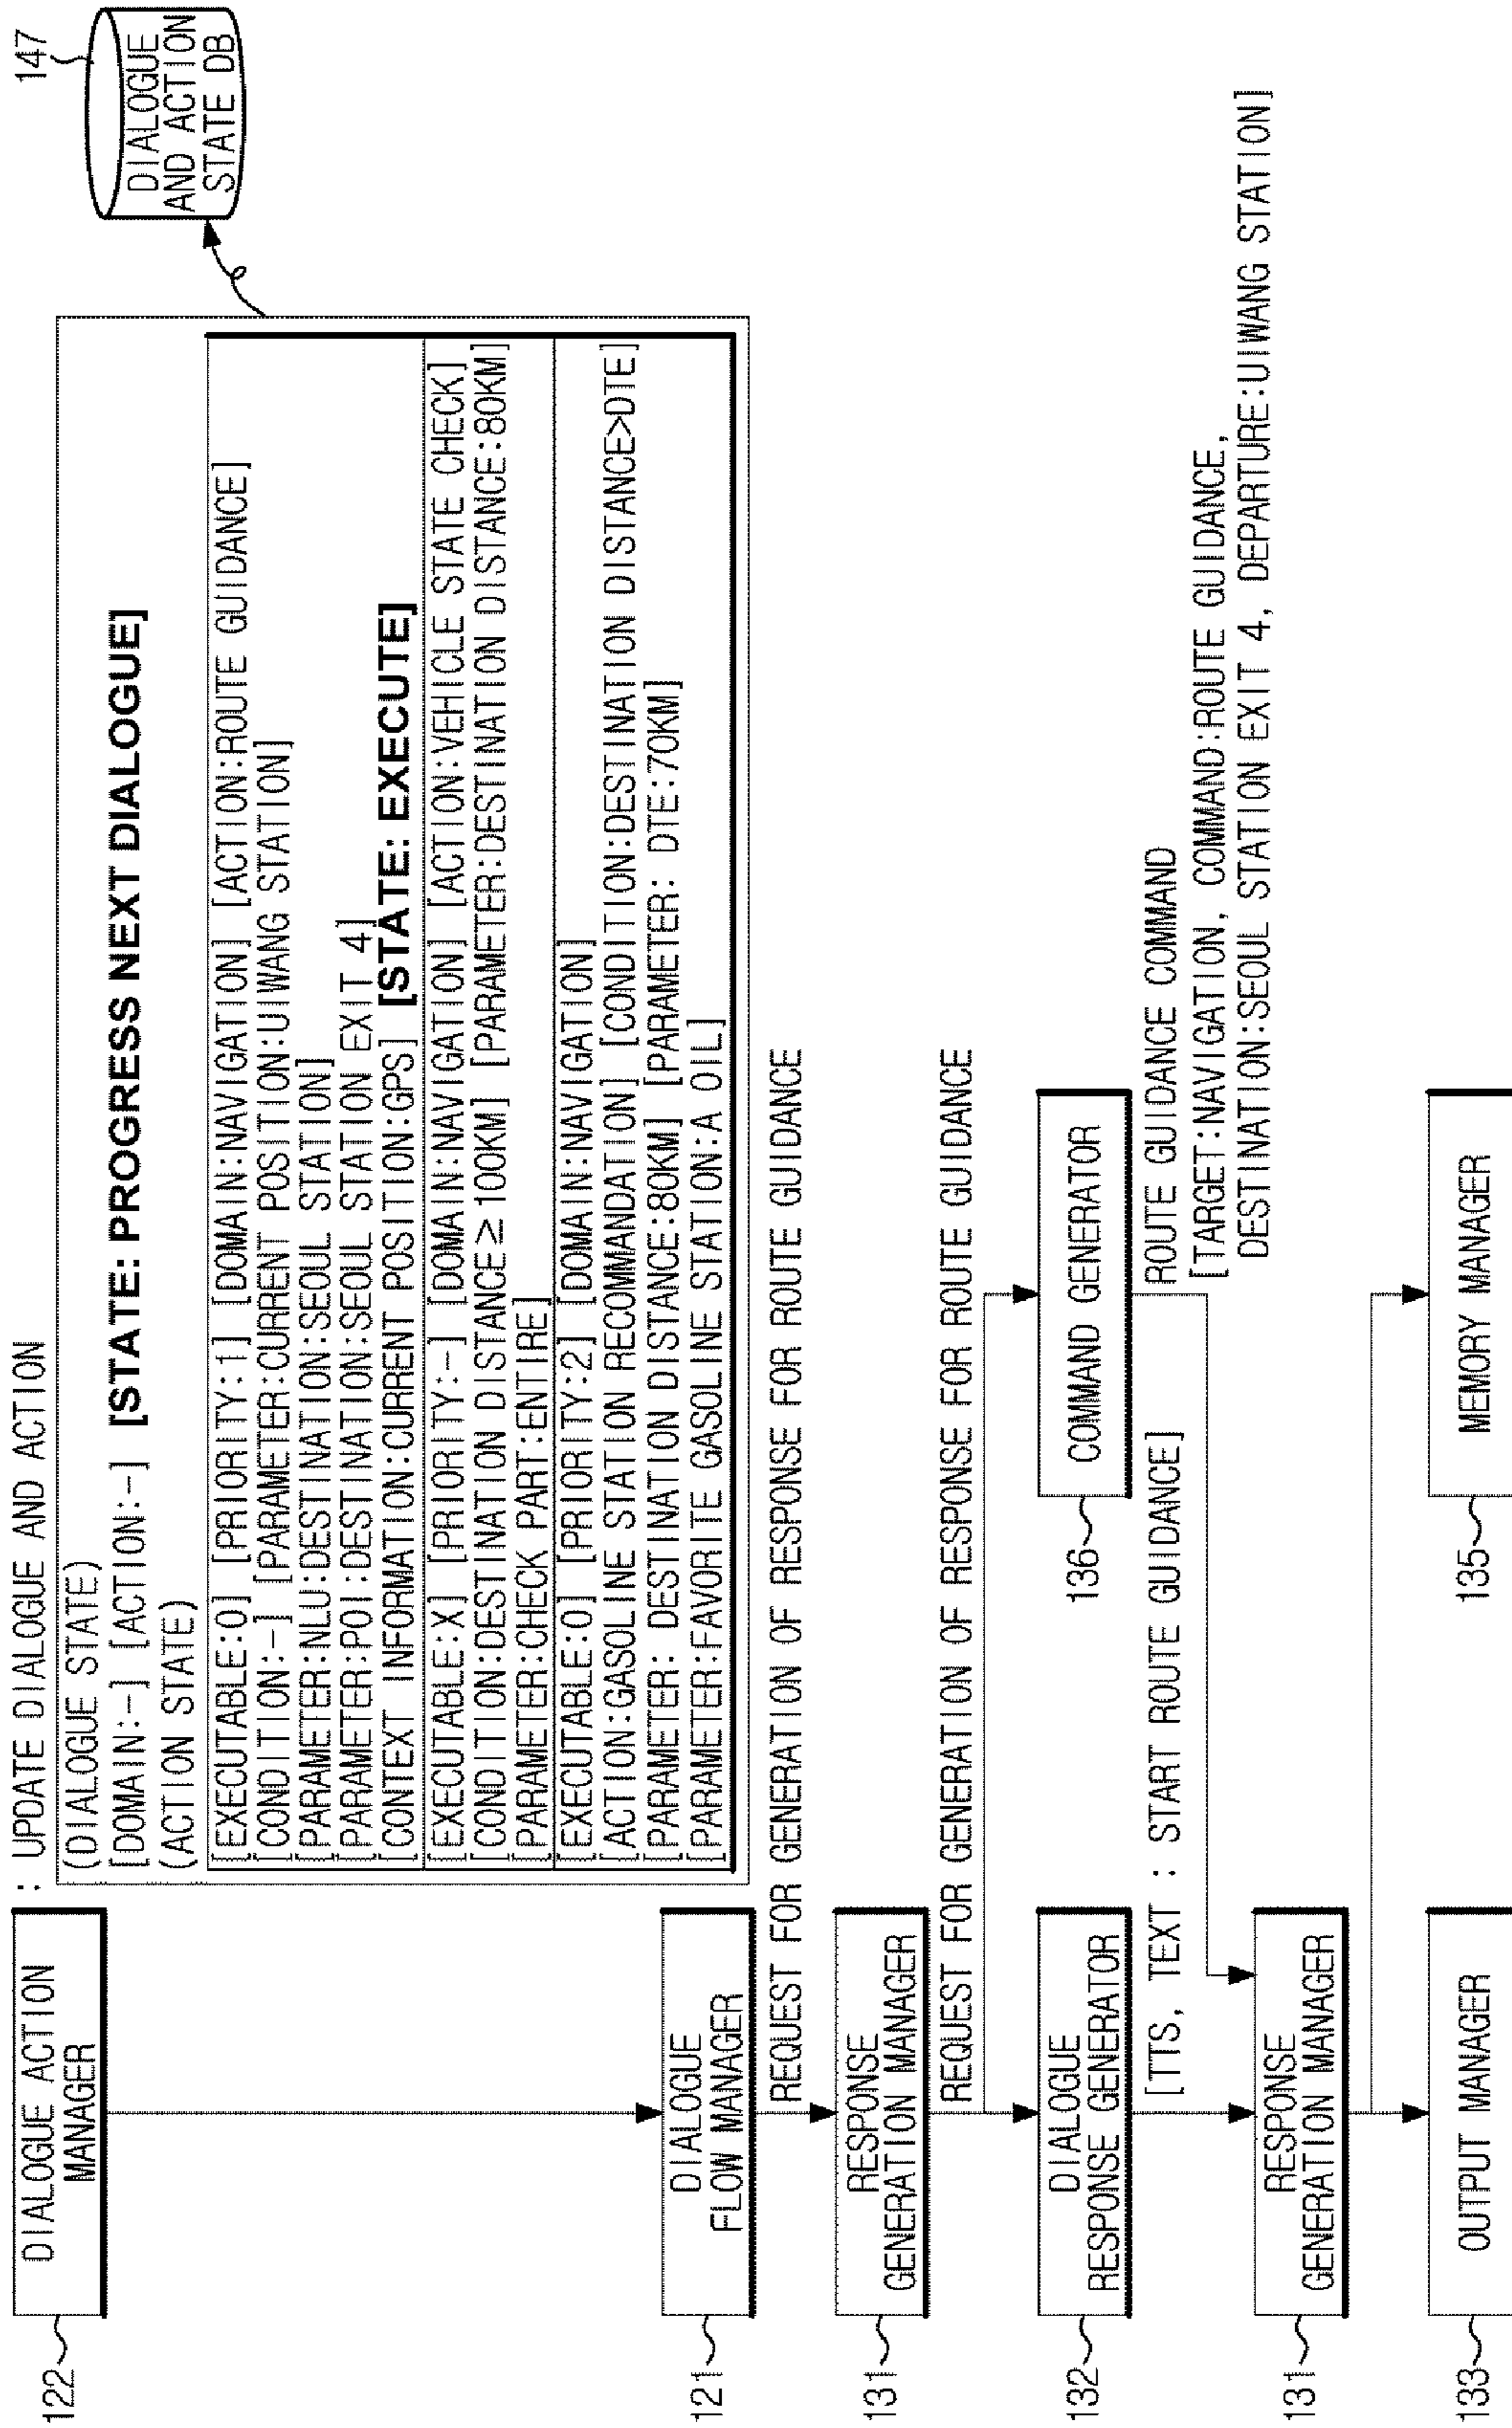 122
DIALOGUE ACTION
MANAGER
: UPDATE DIALOGUE AND ACTION
(DIALOGUE STATE)
[DOMAIN:-] [ACTION:-] [STATE: PROGRESS NEXT DIALOGUE]
(ACTION STATE)
[EXECUTABLE:O] [PRIORITY:1] [DOMAIN:NAVIGATION] [ACTION:ROUTE GUIDANCE]
[CONDITION:-] [PARAMETER:CURRENT POSITION:UIWANG STATION]
[PARAMETER:NLU:DESTINATION:SEOUL STATION]
[PARAMETER:POI:DESTINATION:SEOUL STATION EXIT 4]
[CONTEXT INFORMATION:CURRENT POSITION:GPS] [STATE: EXECUTE]
[EXECUTABLE:X] [PRIORITY:-] [DOMAIN:NAVIGATION] [ACTION:VEHICLE STATE CHECK]
[CONDITION:DESTINATION DISTANCE≥100KM] [PARAMETER:DESTINATION DISTANCE:80KM]
[PARAMETER:CHECK PART:ENTIRE]
[EXECUTABLE:O] [PRIORITY:2] [DOMAIN:NAVIGATION]
[ACTION:GASOLINE STATION RECOMMANDATION] [CONDITION:DESTINATION DISTANCE>DTE]
[PARAMETER: DESTINATION DISTANCE:80KM] [PARAMETER: DTE:70KM]
[PARAMETER:FAVORITE GASOLINE STATION:A OIL]
147
DIALOGUE
AND ACTION
STATE DB
121
DIALOGUE
FLOW MANAGER
REQUEST FOR GENERATION OF RESPONSE FOR ROUTE GUIDANCE
131
RESPONSE
GENERATION MANAGER
REQUEST FOR GENERATION OF RESPONSE FOR ROUTE GUIDANCE
132
DIALOGUE
RESPONSE GENERATOR
136
COMMAND GENERATOR
[TTS, TEXT : START ROUTE GUIDANCE]
ROUTE GUIDANCE COMMAND
[TARGET:NAVIGATION, COMMAND:ROUTE GUIDANCE,
DESTINATION:SEOUL STATION EXIT 4, DEPARTURE:UIWANG STATION]
131
RESPONSE
GENERATION MANAGER
133
OUTPUT MANAGER
135
MEMORY MANAGER